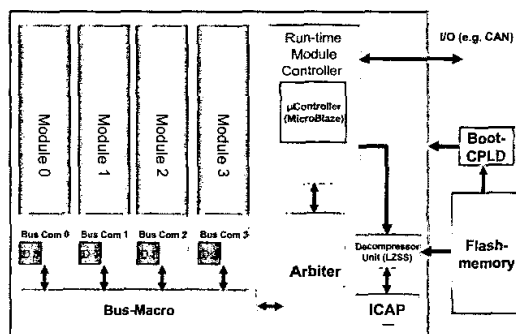 Module 0
Module 1
Module 2
Module 3
Run-time
Module
Controller
µController
(MicroBlaze)
I/O (e.g. CAN)
Boot-
CPLD
Flash-
memory
Bus Com 0
Bus Com 1
Bus Com 2
Bus Com 3
Arbiter
Decompressor
Unit (LZSS)
ICAP
Bus-Macro